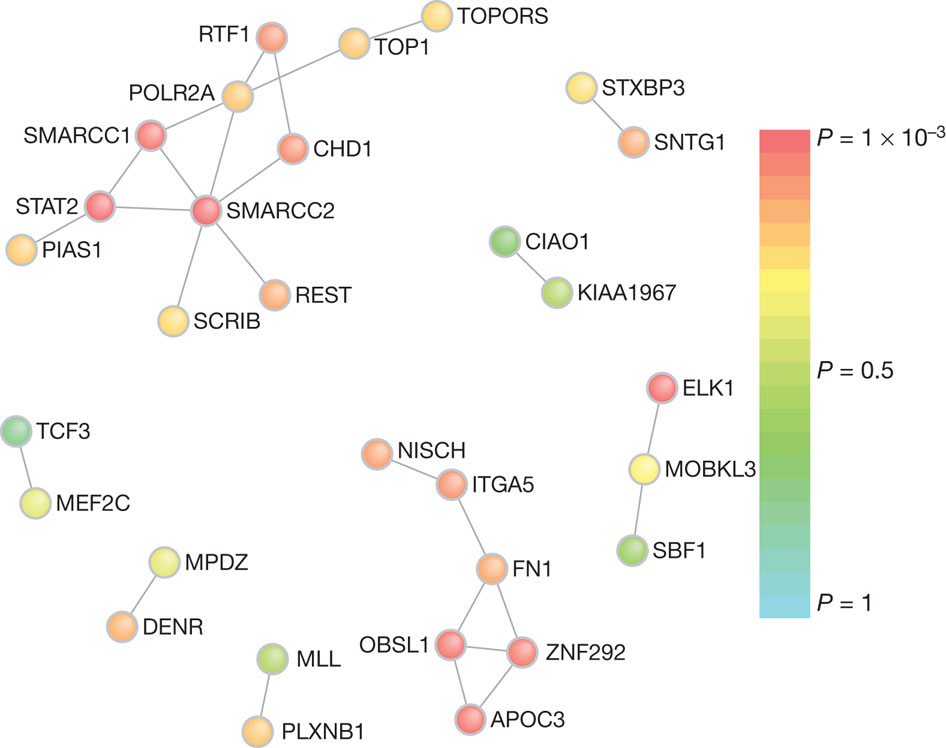 TOPORS
RTF1
TOP1
POLR2A
STXBP3
SMARCC1
SNTG1
CHD1
P = 1 × 10⁻³
STAT2
SMARCC2
PIAS1
CIAO1
REST
KIAA1967
SCRIB
P = 0.5
ELK1
TCF3
NISCH
MOBKL3
ITGA5
MEF2C
SBF1
MPDZ
FN1
P = 1
DENR
OBSL1
ZNF292
MLL
APOC3
PLXNB1